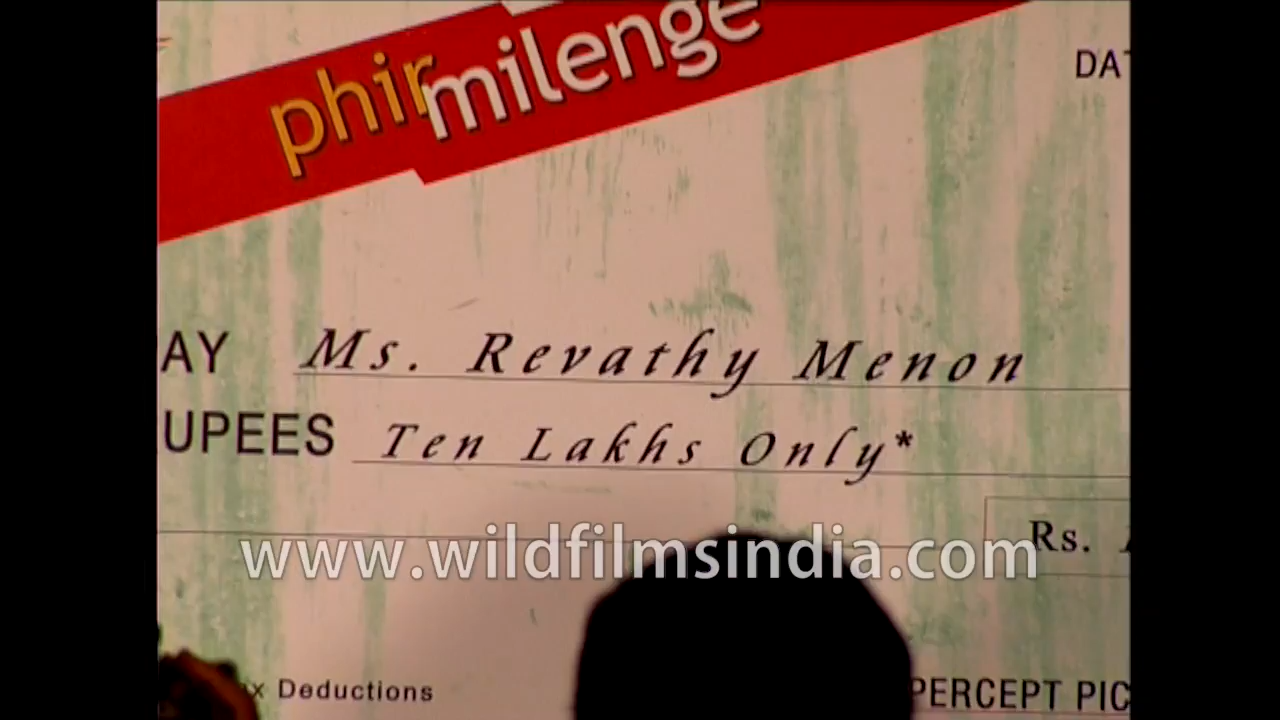 phir milenge
DAT
AY Ms. Revathy Menon
UPEES Ten Lakhs Only*
Rs.
www.wildfilmsindia.com
x Deductions
PERCEPT PIC